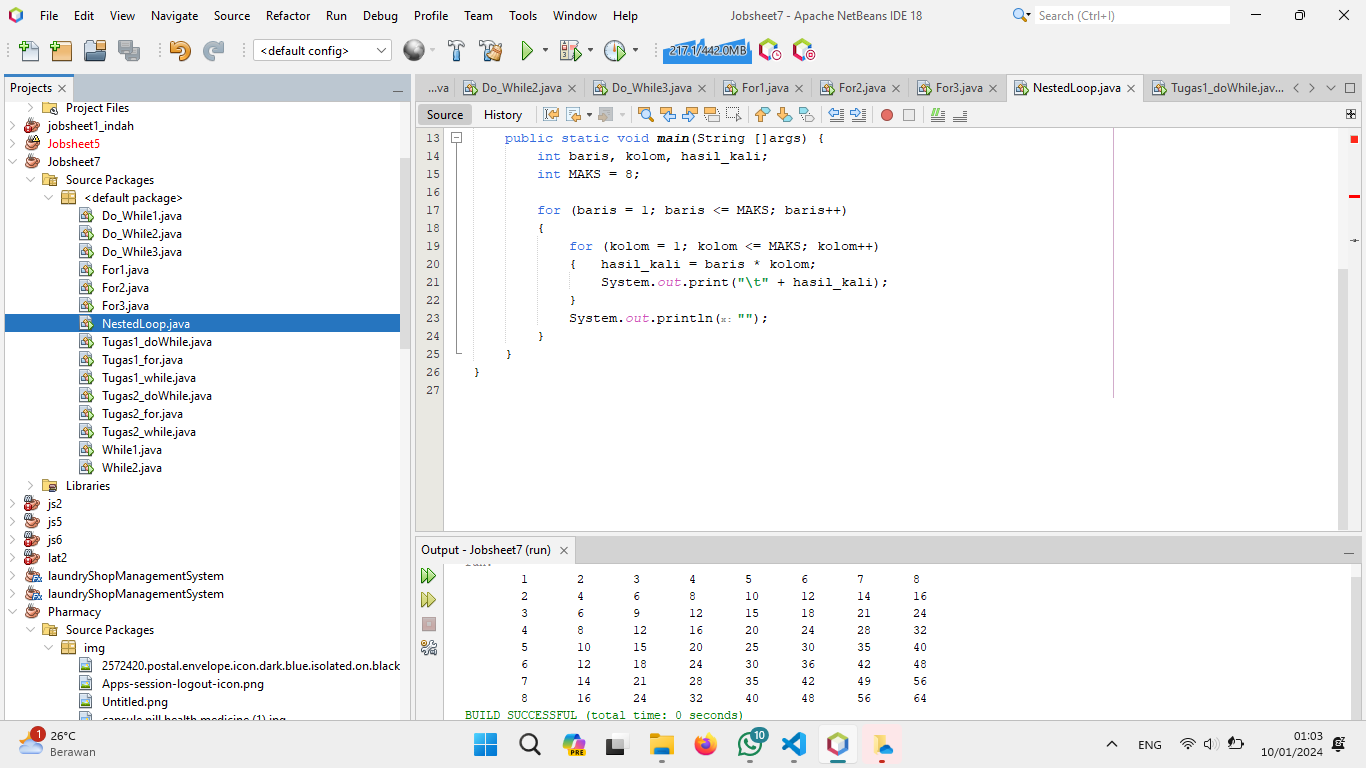 File Edit View Navigate Source Refactor Run Debug Profile Team Tools Window Help Jobsheet7 - Apache NetBeans IDE 18 Search (Ctrl+I)
<default config> 217.1/442.0MB
Projects
Project Files
jobsheet1_indah
Jobsheet5
Jobsheet7
Source Packages
<default package>
Do_While1.java
Do_While2.java
Do_While3.java
For1.java
For2.java
For3.java
NestedLoop.java
Tugas1_doWhile.java
Tugas1_for.java
Tugas1_while.java
Tugas2_doWhile.java
Tugas2_for.java
Tugas2_while.java
While1.java
While2.java
Libraries
js2
js5
js6
lat2
laundryShopManagementSystem
laundryShopManagementSystem
Pharmacy
Source Packages
img
2572420.postal.envelope.icon.dark.blue.isolated.on.black
Apps-session-logout-icon.png
Untitled.png
capsule pill health medicine (1).jpg
...va Do_While2.java Do_While3.java For1.java For2.java For3.java NestedLoop.java Tugas1_doWhile.jav...
Source History
13 public static void main(String []args) {
14 int baris, kolom, hasil_kali;
15 int MAKS = 8;
16
17 for (baris = 1; baris <= MAKS; baris++)
18 {
19 for (kolom = 1; kolom <= MAKS; kolom++)
20 { hasil_kali = baris * kolom;
21 System.out.print("\t" + hasil_kali);
22 }
23 System.out.println(x: "");
24 }
25 }
26 }
27
Output - Jobsheet7 (run)
run:
1 2 3 4 5 6 7 8
2 4 6 8 10 12 14 16
3 6 9 12 15 18 21 24
4 8 12 16 20 24 28 32
5 10 15 20 25 30 35 40
6 12 18 24 30 36 42 48
7 14 21 28 35 42 49 56
8 16 24 32 40 48 56 64
BUILD SUCCESSFUL (total time: 0 seconds)
1 26°C
Berawan
PRE
10
ENG
01:03
10/01/2024